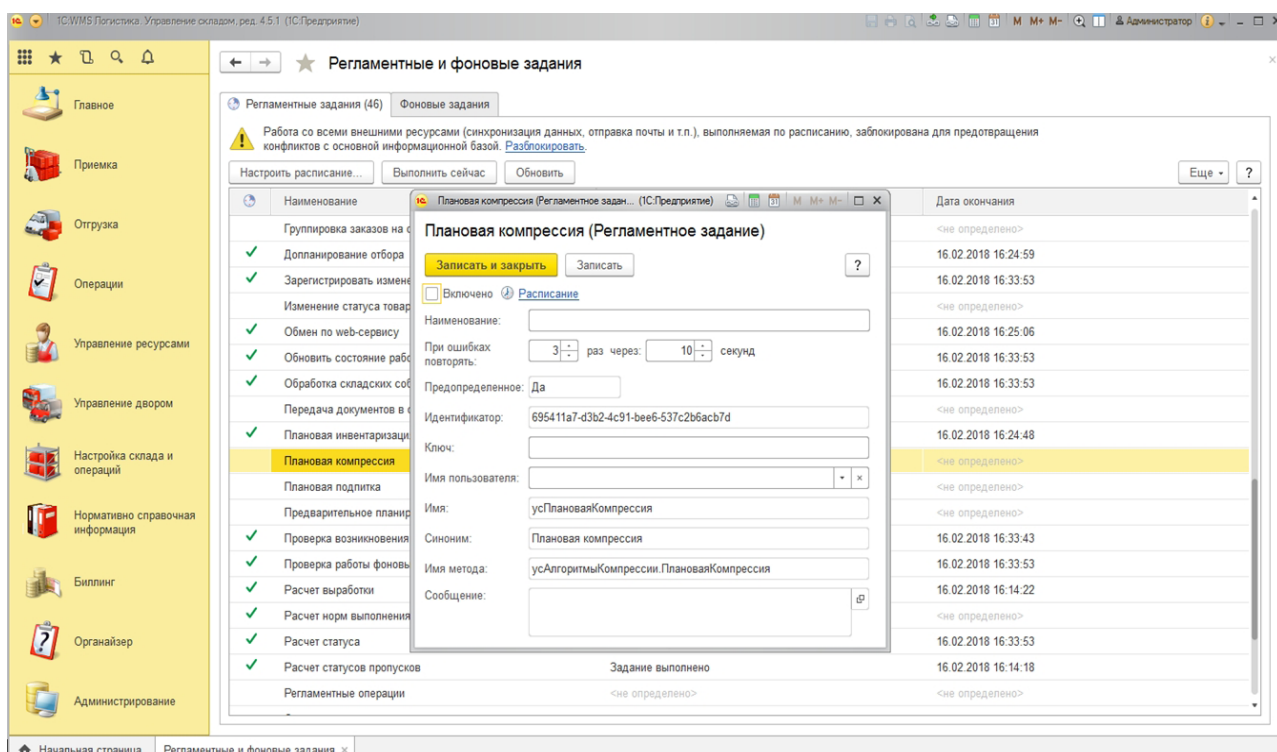 1С:WMS Логистика. Управление складом, ред. 4.5.1 (1С:Предприятие)
M M+ M- Администратор
Регламентные и фоновые задания
Главное
Приемка
Отгрузка
Операции
Управление ресурсами
Управление двором
Настройка склада и
операций
Нормативно справочная
информация
Биллинг
Органайзер
Администрирование
Регламентные задания (46) Фоновые задания
Работа со всеми внешними ресурсами (синхронизация данных, отправка почты и т.п.), выполняемая по расписанию, заблокирована для предотвращения
конфликтов с основной информационной базой. Разблокировать.
Настроить расписание... Выполнить сейчас Обновить Еще ?
Наименование Дата окончания
Группировка заказов на <не определено>
Допланирование отбора 16.02.2018 16:24:59
Зарегистрировать измене 16.02.2018 16:33:53
Изменение статуса товар <не определено>
Обмен по web-сервису 16.02.2018 16:25:06
Обновить состояние рабо 16.02.2018 16:33:53
Обработка складских соб 16.02.2018 16:33:53
Передача документов в <не определено>
Плановая инвентаризаци 16.02.2018 16:24:48
Плановая компрессия <не определено>
Плановая подпитка <не определено>
Предварительное планир <не определено>
Проверка возникновения 16.02.2018 16:33:43
Проверка работы фоновы 16.02.2018 16:33:53
Расчет выработки 16.02.2018 16:14:22
Расчет норм выполнения <не определено>
Расчет статуса 16.02.2018 16:33:53
Расчет статусов пропусков Задание выполнено 16.02.2018 16:14:18
Регламентные операции <не определено> <не определено>
Плановая компрессия (Регламентное задан... (1С:Предприятие) M M+ M-
Плановая компрессия (Регламентное задание)
Записать и закрыть Записать ?
Включено Расписание
Наименование:
При ошибках
повторять: 3 раз через: 10 секунд
Предопределенное: Да
Идентификатор: 695411a7-d3b2-4c91-bee6-537c2b6acb7d
Ключ:
Имя пользователя:
Имя: усПлановаяКомпрессия
Синоним: Плановая компрессия
Имя метода: усАлгоритмыКомпрессии.ПлановаяКомпрессия
Сообщение:
Начальная страница Регламентные и фоновые задания